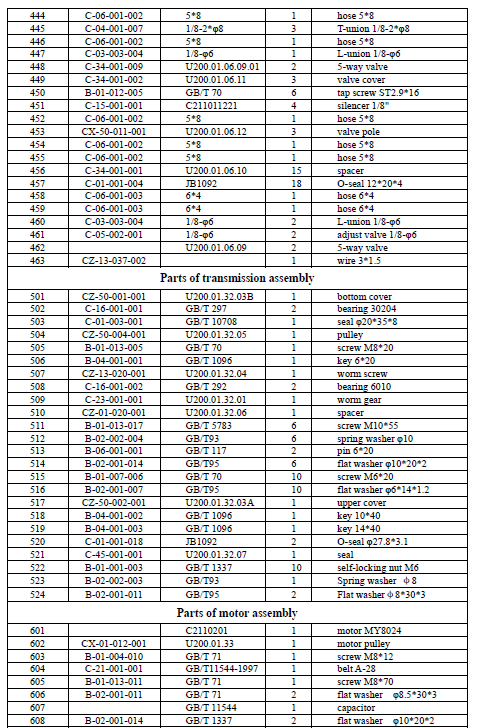 444 C-06-001-002 5*8 1 hose 5*8
445 C-04-001-007 1/8-2*φ8 3 T-union 1/8-2*φ8
446 C-06-001-002 5*8 1 hose 5*8
447 C-03-003-004 1/8-φ6 1 L-union 1/8-φ6
448 C-34-001-009 U200.01.06.09.01 2 5-way valve
449 C-34-001-002 U200.01.06.11 3 valve cover
450 B-01-012-005 GB/T 70 6 tap screw ST2.9*16
451 C-15-001-001 C211011221 4 silencer 1/8"
452 C-06-001-002 5*8 1 hose 5*8
453 CX-50-011-001 U200.01.06.12 3 valve pole
454 C-06-001-002 5*8 1 hose 5*8
455 C-06-001-002 5*8 1 hose 5*8
456 C-34-001-001 U200.01.06.10 15 spacer
457 C-01-001-004 JB1092 18 O-seal 12*20*4
458 C-06-001-003 6*4 1 hose 6*4
459 C-06-001-003 6*4 1 hose 6*4
460 C-03-003-004 1/8-φ6 2 L-union 1/8-φ6
461 C-05-002-001 1/8-φ6 2 adjust valve 1/8-φ6
462 U200.01.06.09 2 5-way valve
463 CZ-13-037-002 1 wire 3*1.5
Parts of transmission assembly
501 CZ-50-001-001 U200.01.32.03B 1 bottom cover
502 C-16-001-001 GB/T 297 2 bearing 30204
503 C-01-003-001 GB/T 10708 1 seal φ20*35*8
504 CZ-50-004-001 U200.01.32.05 1 pulley
505 B-01-013-005 GB/T 70 1 screw M8*20
506 B-04-001-001 GB/T 1096 1 key 6*20
507 CZ-13-020-001 U200.01.32.04 1 worm screw
508 C-16-001-002 GB/T 292 2 bearing 6010
509 C-23-001-001 U200.01.32.01 1 worm gear
510 CZ-01-020-001 U200.01.32.06 1 spacer
511 B-01-013-017 GB/T 5783 6 screw M10*55
512 B-02-002-004 GB/T93 6 spring washer φ10
513 B-06-001-001 GB/T 117 2 pin 6*20
514 B-02-001-014 GB/T95 6 flat washer φ10*20*2
515 B-01-007-006 GB/T 70 10 screw M6*20
516 B-02-001-007 GB/T95 10 flat washer φ6*14*1.2
517 CZ-50-002-001 U200.01.32.03A 1 upper cover
518 B-04-001-002 GB/T 1096 1 key 10*40
519 B-04-001-003 GB/T 1096 1 key 14*40
520 C-01-001-018 JB1092 2 O-seal φ27.8*3.1
521 C-45-001-001 U200.01.32.07 1 seal
522 B-01-001-003 GB/T 1337 10 self-locking nut M6
523 B-02-002-003 GB/T93 1 Spring washer φ8
524 B-02-001-011 GB/T95 2 Flat washer φ8*30*3
Parts of motor assembly
601 C2110201 1 motor MY8024
602 CX-01-012-001 U200.01.33 1 motor pulley
603 B-01-004-010 GB/T 71 1 screw M8*12
604 C-21-001-001 GB/T11544-1997 1 belt A-28
605 B-01-013-011 GB/T 71 1 screw M8*70
606 B-02-001-011 GB/T 71 2 flat washer φ8.5*30*3
607 GB/T 11544 1 capacitor
608 B-02-001-014 GB/T 1337 2 flat washer φ10*20*2